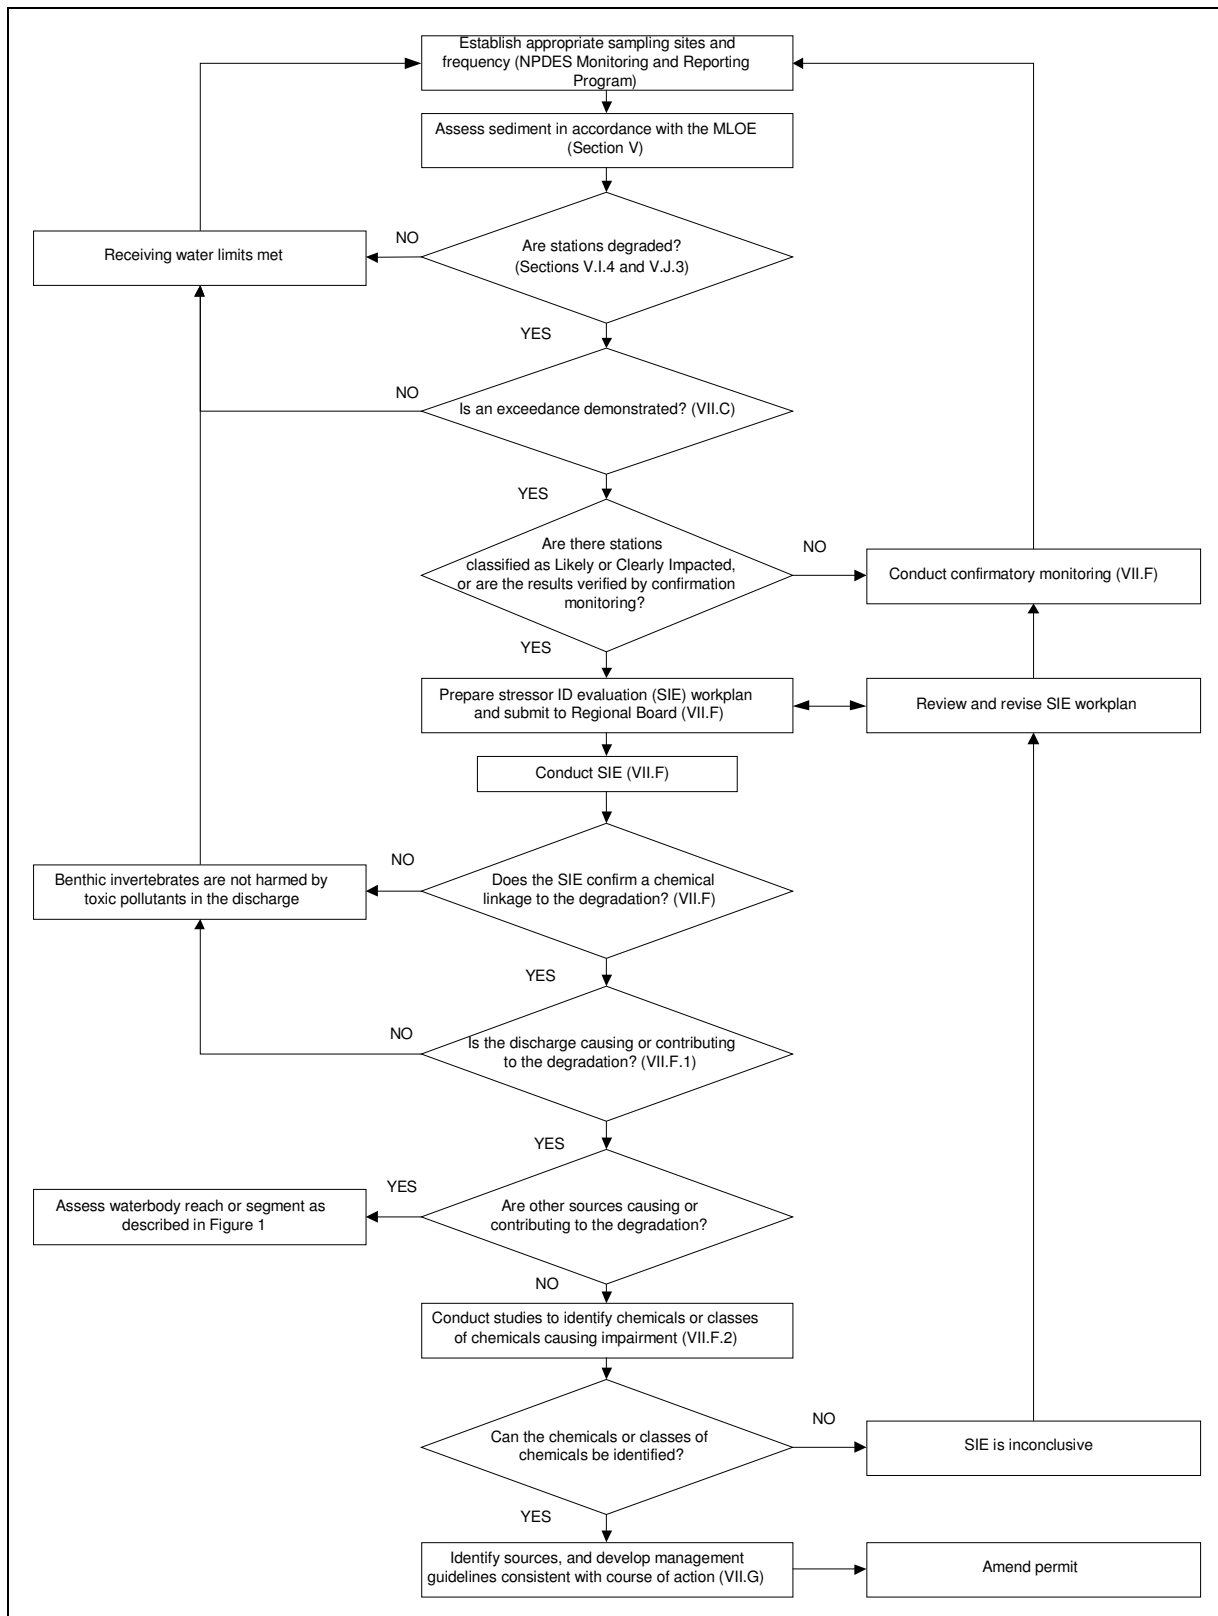 Establish appropriate sampling sites and
frequency (NPDES Monitoring and Reporting
Program)
Assess sediment in accordance with the MLOE
(Section V)
Are stations degraded?
(Sections V.I.4 and V.J.3)
NO
Receiving water limits met
YES
Is an exceedance demonstrated? (VII.C)
NO
YES
Are there stations
classified as Likely or Clearly Impacted,
or are the results verified by confirmation
monitoring?
NO
Conduct confirmatory monitoring (VII.F)
YES
Prepare stressor ID evaluation (SIE) workplan
and submit to Regional Board (VII.F)
Review and revise SIE workplan
Conduct SIE (VII.F)
Does the SIE confirm a chemical
linkage to the degradation? (VII.F)
NO
Benthic invertebrates are not harmed by
toxic pollutants in the discharge
YES
Is the discharge causing or contributing
to the degradation? (VII.F.1)
NO
YES
Are other sources causing or
contributing to the degradation?
YES
Assess waterbody reach or segment as
described in Figure 1
NO
Conduct studies to identify chemicals or classes
of chemicals causing impairment (VII.F.2)
Can the chemicals or classes of
chemicals be identified?
NO
SIE is inconclusive
YES
Identify sources, and develop management
guidelines consistent with course of action (VII.G)
Amend permit